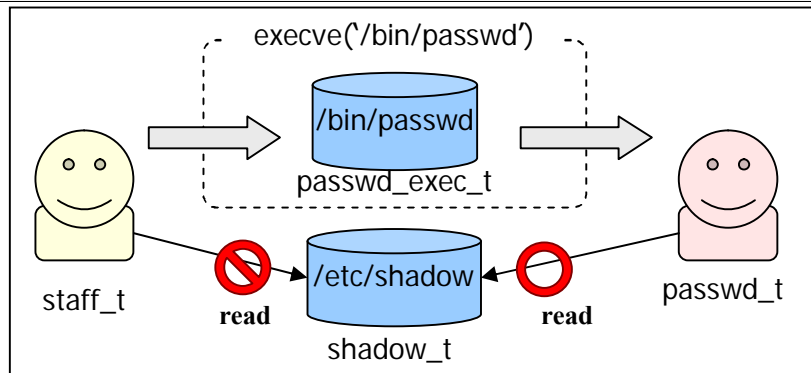 execve('/bin/passwd')
/bin/passwd
passwd_exec_t
/etc/shadow
staff_t
passwd_t
read
read
shadow_t